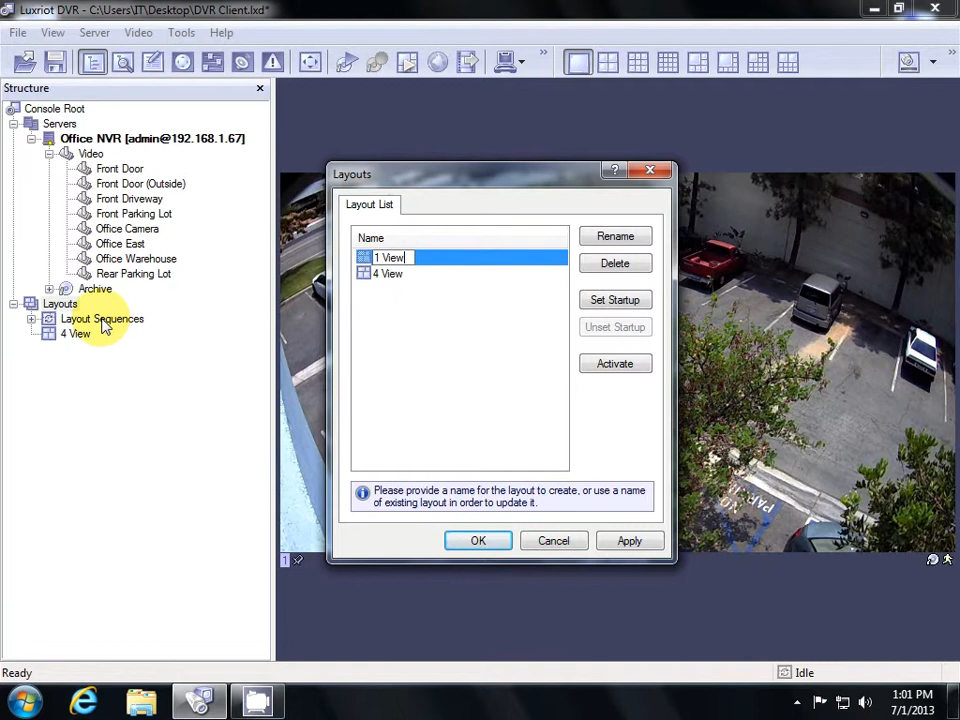 Luxriot DVR - C:\Users\IT\Desktop\DVR Client.lxd*
File View Server Video Tools Help
Structure
Console Root
Servers
Office NVR [admin@192.168.1.67]
Video
Front Door
Front Door (Outside)
Front Driveway
Front Parking Lot
Office Camera
Office East
Office Warehouse
Rear Parking Lot
Archive
Layouts
Layout Sequences
4 View
Layouts
Layout List
Name
1 View
4 View
Rename
Delete
Set Startup
Unset Startup
Activate
Please provide a name for the layout to create, or use a name
of existing layout in order to update it.
OK Cancel Apply
NO
PARK
1
Ready
Idle
1:01 PM
7/1/2013